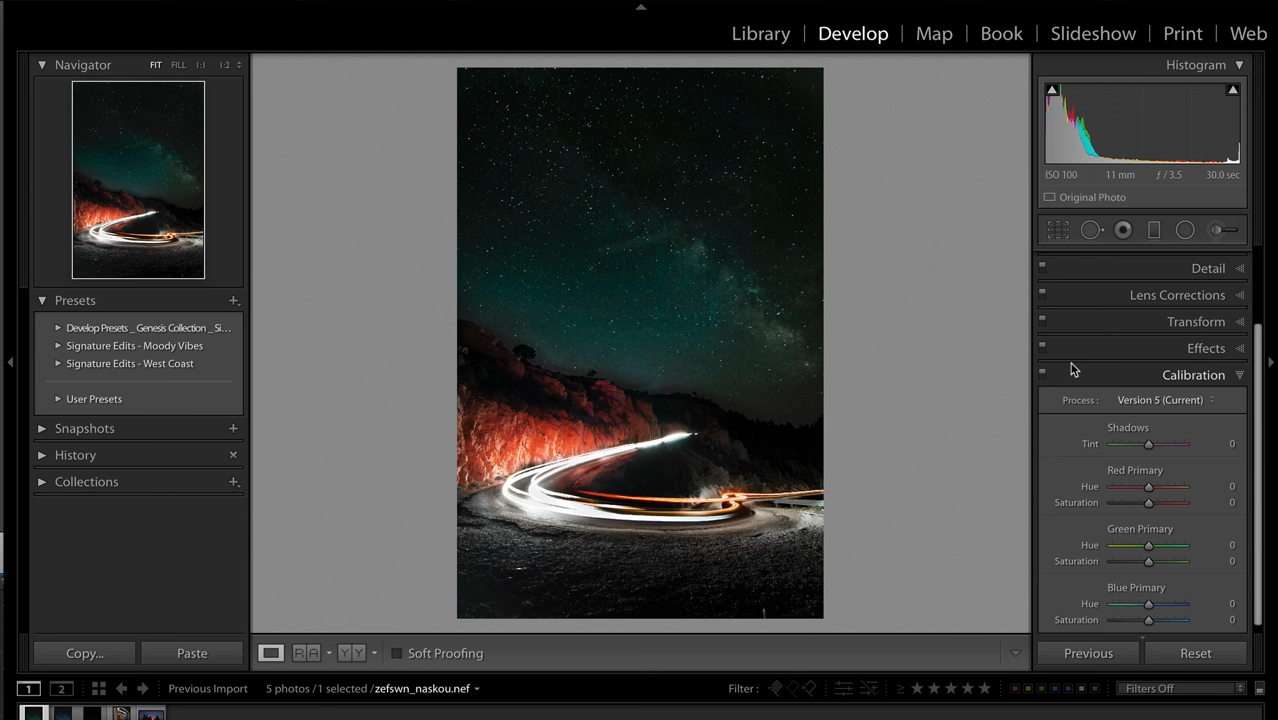 Library | Develop | Map | Book | Slideshow | Print | Web
Navigator FIT FILL 1:1 1:2
Presets
Develop Presets _ Genesis Collection _ Si...
Signature Edits - Moody Vibes
Signature Edits - West Coast
User Presets
Snapshots
History
Collections
Copy... Paste
R A Y Y Soft Proofing
Histogram
ISO 100 11 mm ƒ / 3.5 30.0 sec
Original Photo
Detail
Lens Corrections
Transform
Effects
Calibration
Process : Version 5 (Current)
Shadows
Tint 0
Red Primary
Hue 0
Saturation 0
Green Primary
Hue 0
Saturation 0
Blue Primary
Hue 0
Saturation 0
Previous Reset
1 2 Previous Import 5 photos / 1 selected / zefswn_naskou.nef Filter : ≥ ★★★★★ Filters Off